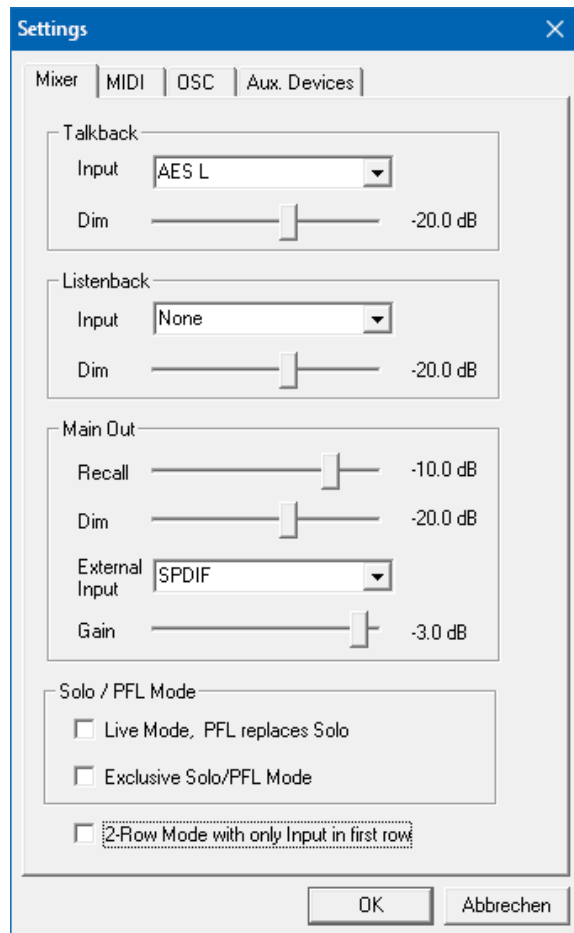 Settings
Mixer MIDI OSC Aux. Devices
Talkback
Input AES L
Dim -20.0 dB
Listenback
Input None
Dim -20.0 dB
Main Out
Recall -10.0 dB
Dim -20.0 dB
External
Input SPDIF
Gain -3.0 dB
Solo / PFL Mode
Live Mode, PFL replaces Solo
Exclusive Solo/PFL Mode
2-Row Mode with only Input in first row
OK Abbrechen